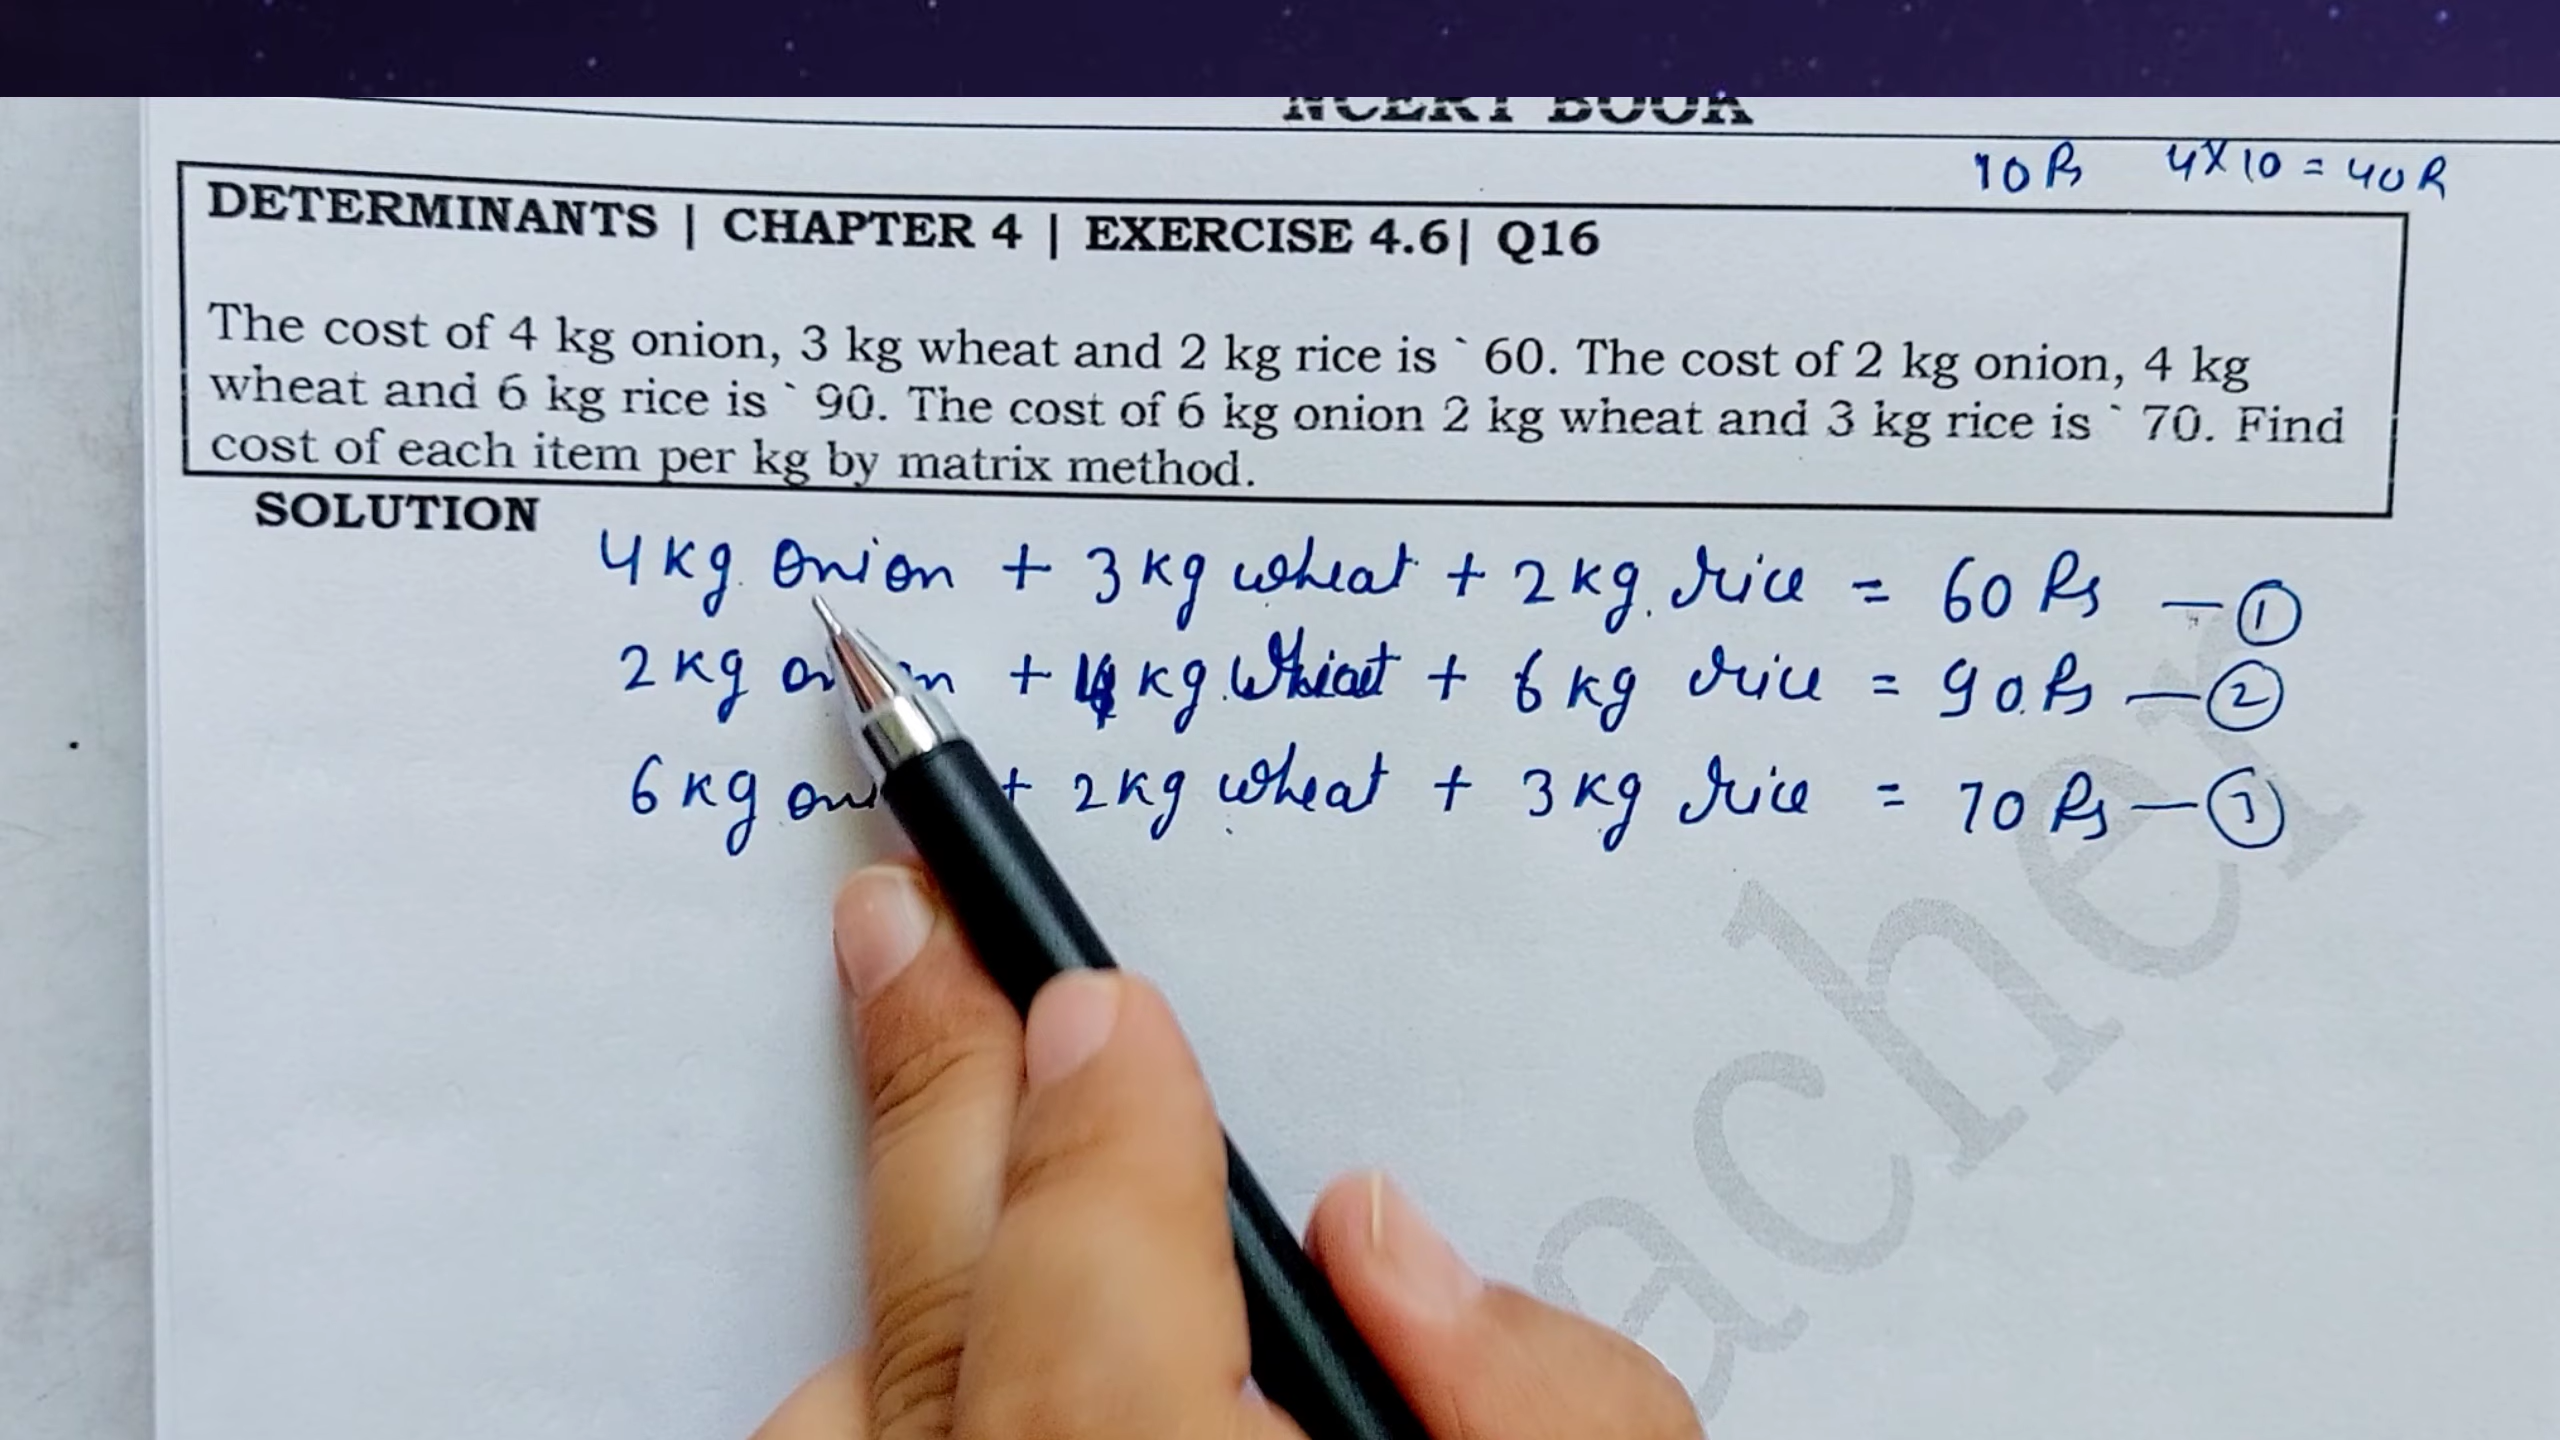 NCERT BOOK
10 Rs 4 X 10 = 40 R
DETERMINANTS | CHAPTER 4 | EXERCISE 4.6| Q16
The cost of 4 kg onion, 3 kg wheat and 2 kg rice is ` 60. The cost of 2 kg onion, 4 kg
wheat and 6 kg rice is ` 90. The cost of 6 kg onion 2 kg wheat and 3 kg rice is ` 70. Find
cost of each item per kg by matrix method.
SOLUTION
4 kg onion + 3 kg wheat + 2 kg rice = 60 Rs — 1
2 kg + 4 kg wheat + 6 kg rice = 90 Rs — 2
6 kg + 2 kg wheat + 3 kg rice = 70 Rs — 3
acher